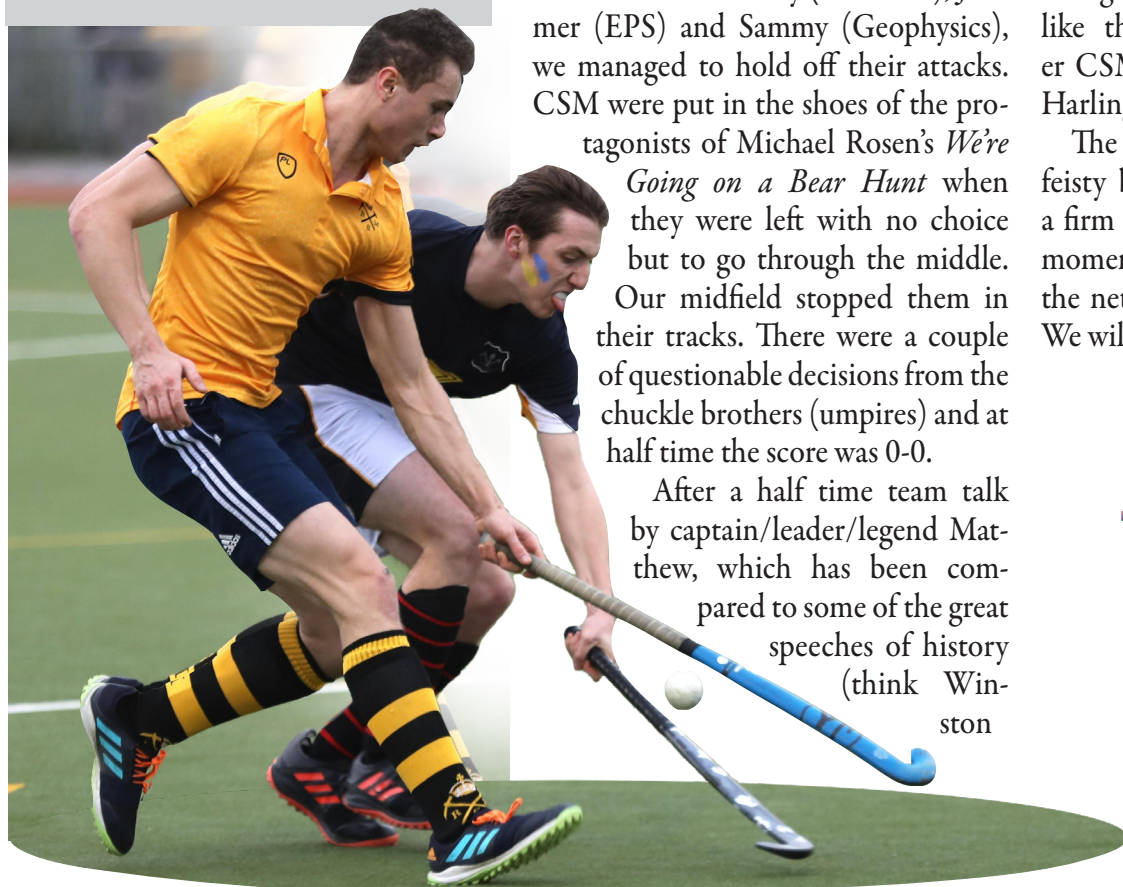 mer (EPS) and Sammy (Geophysics),
we managed to hold off their attacks.
CSM were put in the shoes of the pro-
tagonists of Michael Rosen's We're
Going on a Bear Hunt when
they were left with no choice
but to go through the middle.
Our midfield stopped them in
their tracks. There were a couple
of questionable decisions from the
chuckle brothers (umpires) and at
half time the score was 0-0.
After a half time team talk
by captain/leader/legend Mat-
thew, which has been com-
pared to some of the great
speeches of history
(think Win-
ston
like
er CSM
The
feisty
a firm
the net
We
PL
adidas